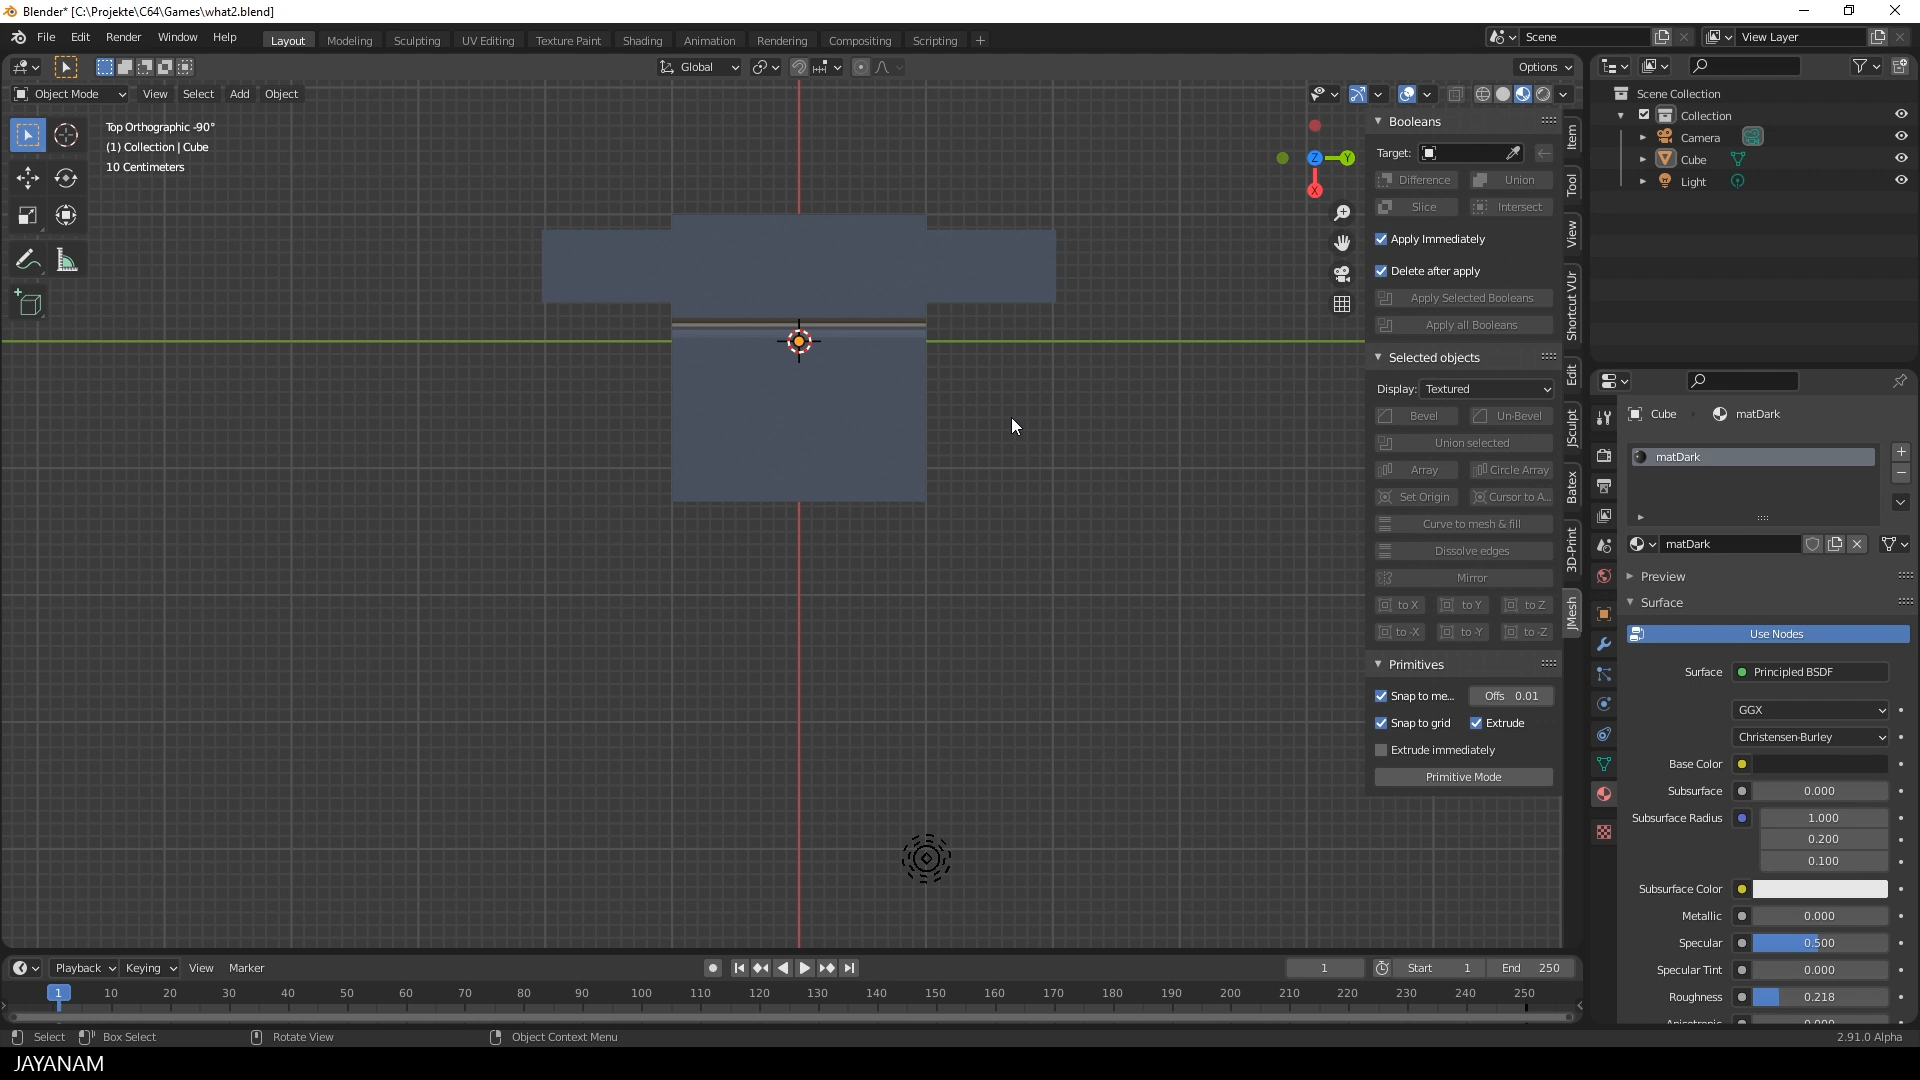 Blender* [C:\Projekte\C64\Games\what2.blend]
File Edit Render Window Help Layout Modeling Sculpting UV Editing Texture Paint Shading Animation Rendering Compositing Scripting + Scene View Layer
Global Options
Object Mode View Select Add Object
Top Orthographic -90°
(1) Collection | Cube
10 Centimeters
Z Y
X
Booleans
Target:
Difference Union
Slice Intersect
Apply Immediately
Delete after apply
Apply Selected Booleans
Apply all Booleans
Selected objects
Display: Textured
Bevel Un-Bevel
Union selected
Array Circle Array
Set Origin Cursor to A...
Curve to mesh & fill
Dissolve edges
Mirror
to X to Y to Z
to -X to -Y to -Z
Primitives
Snap to me... Offs 0.01
Snap to grid Extrude
Extrude immediately
Primitive Mode
Item
Tool
View
Shortcut VUr
Edit
JSculpt
Batex
3D-Print
JMesh
Scene Collection
Collection
Camera
Cube
Light
Cube matDark
matDark
matDark
Preview
Surface
Use Nodes
Surface Principled BSDF
GGX
Christensen-Burley
Base Color
Subsurface 0.000
Subsurface Radius 1.000
0.200
0.100
Subsurface Color
Metallic 0.000
Specular 0.500
Specular Tint 0.000
Roughness 0.218
Anisotropic 0.000
Playback Keying View Marker 1 Start 1 End 250
1 10 20 30 40 50 60 70 80 90 100 110 120 130 140 150 160 170 180 190 200 210 220 230 240 250
Select Box Select Rotate View Object Context Menu 2.91.0 Alpha
JAYANAM